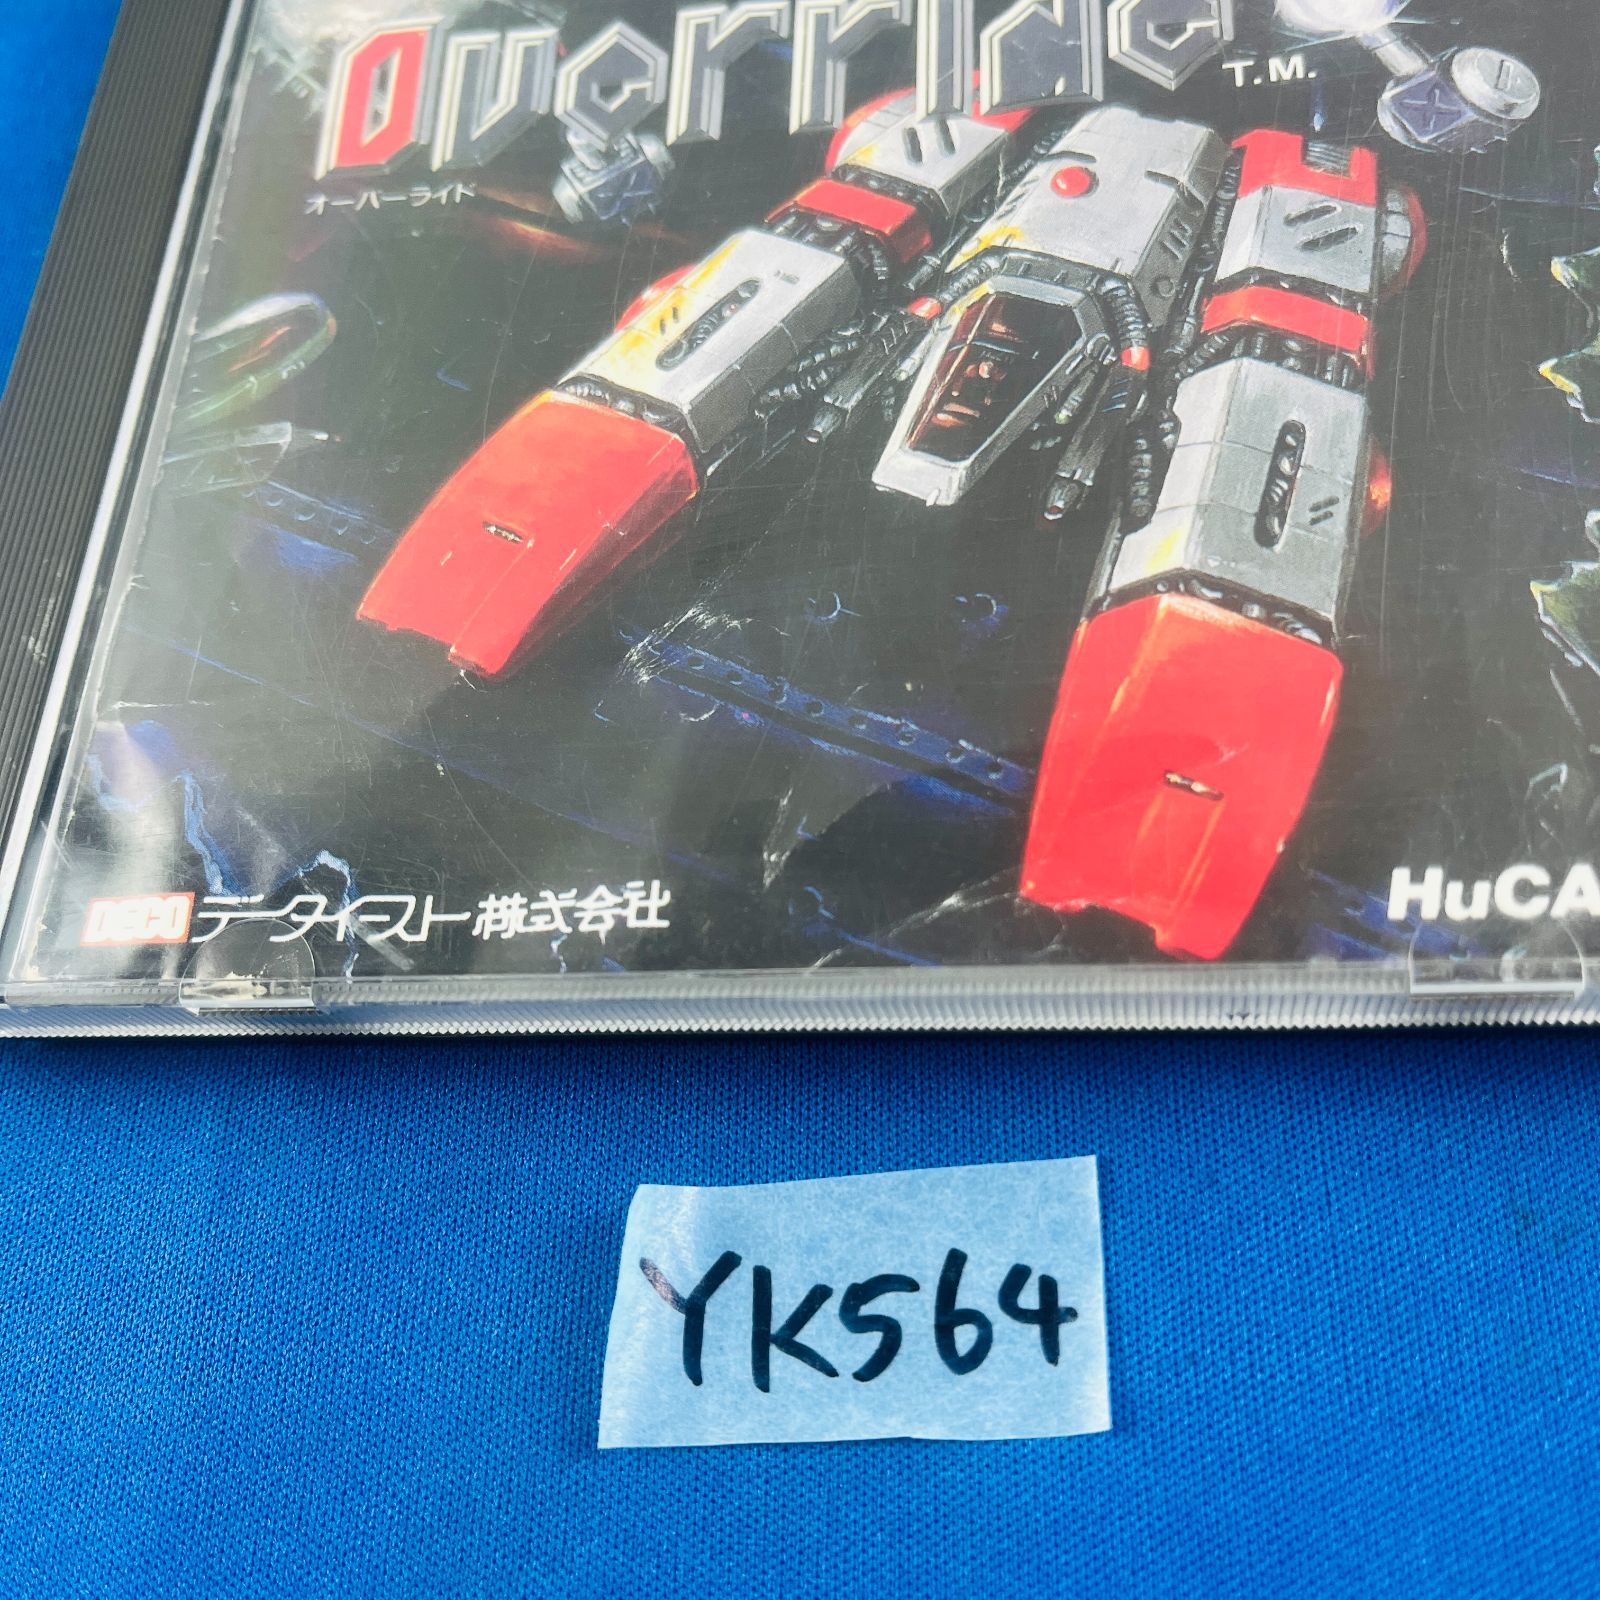 Override
T.M.
オーバーライド
DECO データイースト株式会社
HuCA
YK564